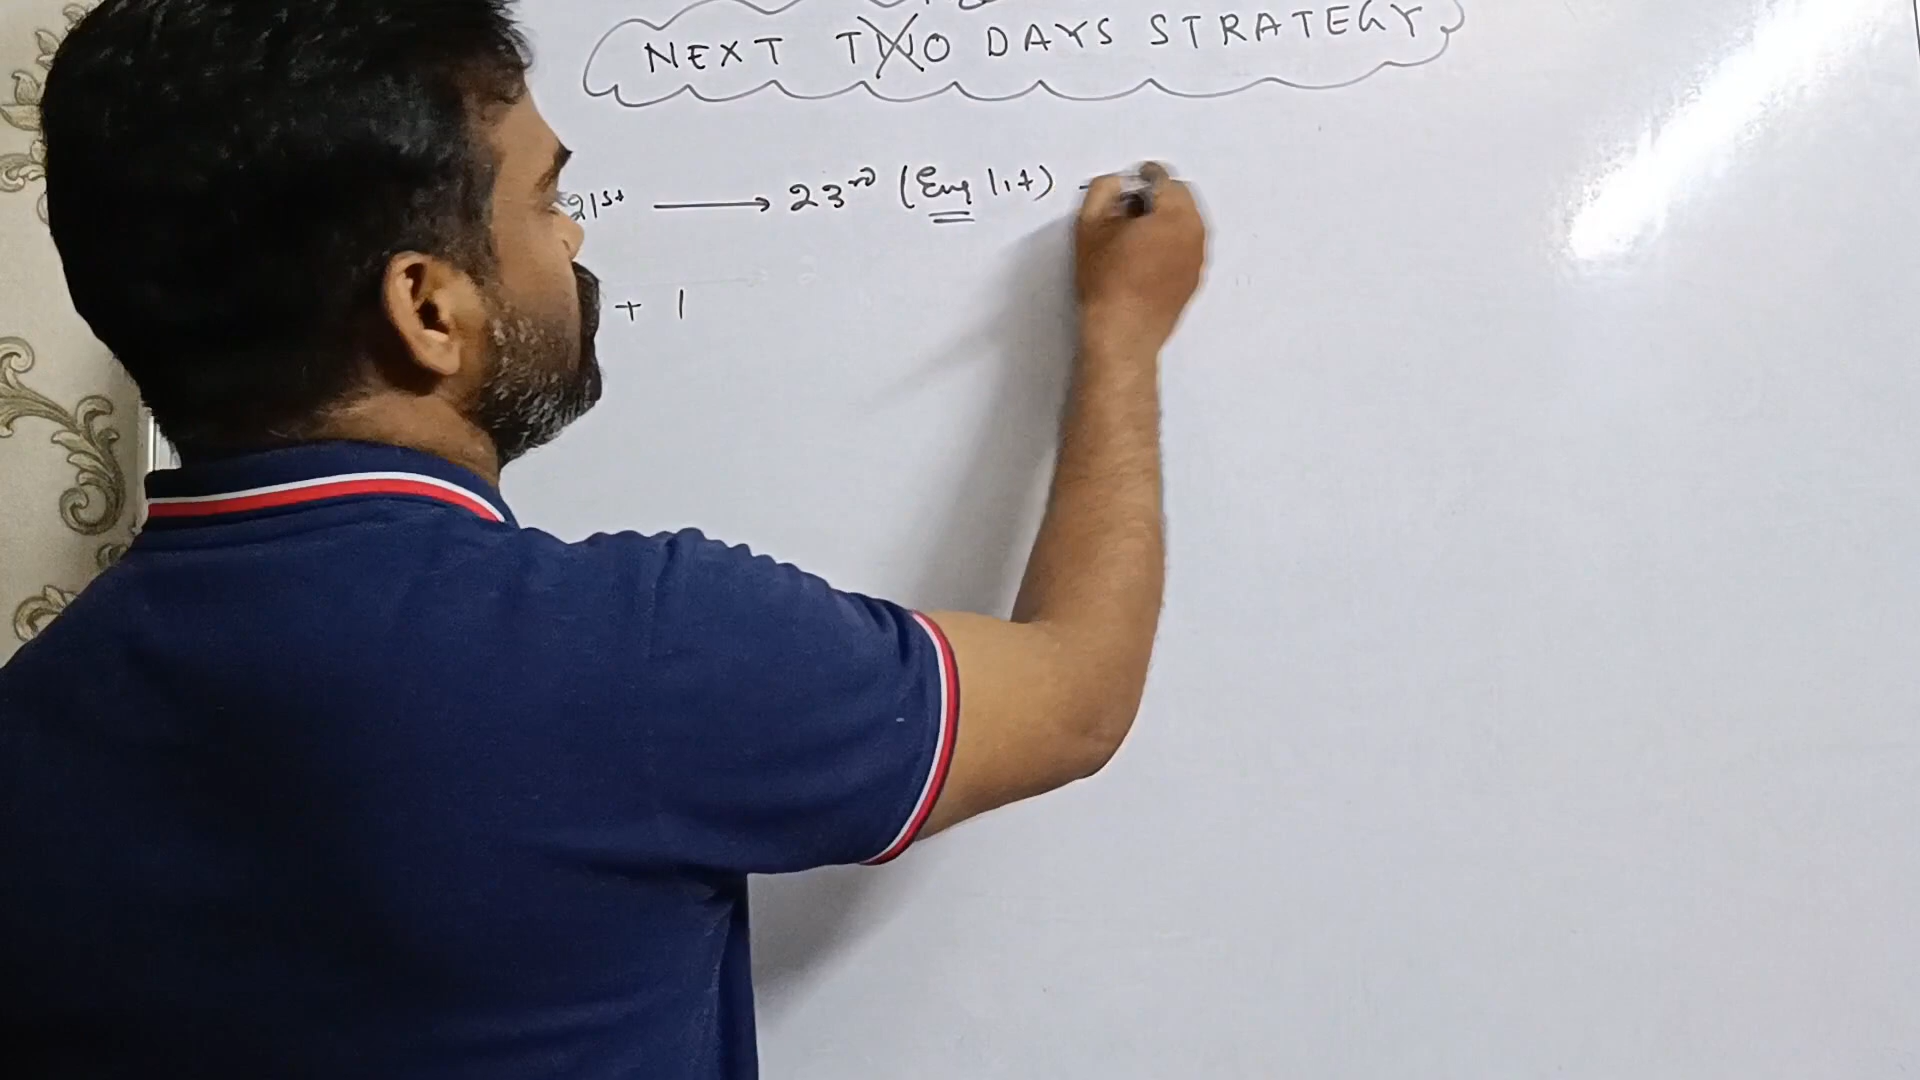 NEXT TWO DAYS STRATEGY
21st → 23rd (Eng lit)
+ 1